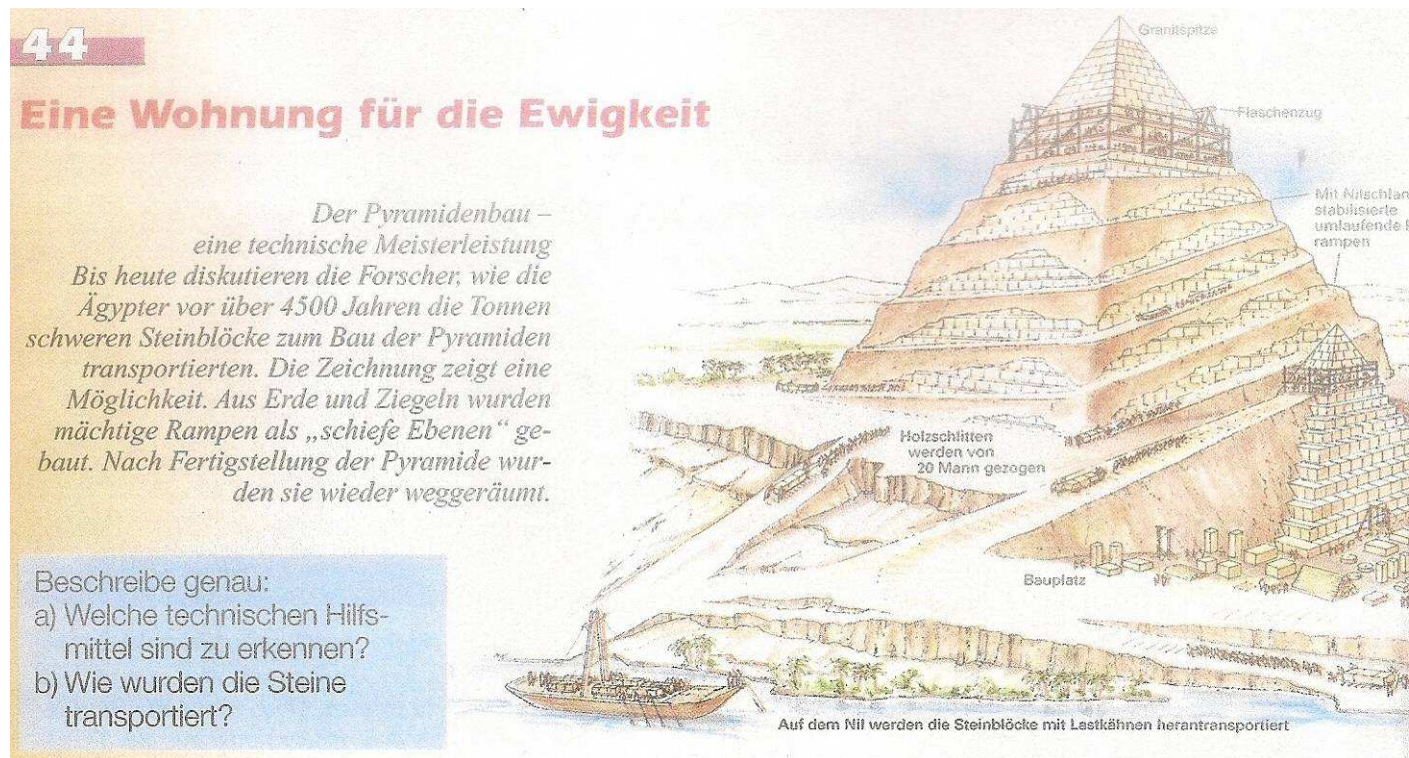 44
Eine Wohnung für die Ewigkeit
Der Pyramidenbau –
eine technische Meisterleistung
Bis heute diskutieren die Forscher, wie die
Ägypter vor über 4500 Jahren die Tonnen
schweren Steinblöcke zum Bau der Pyramiden
transportierten. Die Zeichnung zeigt eine
Möglichkeit. Aus Erde und Ziegeln wurden
mächtige Rampen als „schiefe Ebenen“ ge-
baut. Nach Fertigstellung der Pyramide wur-
den sie wieder weggeräumt.
Beschreibe genau:
a) Welche technischen Hilfs-
mittel sind zu erkennen?
b) Wie wurden die Steine
transportiert?
Granitspitze
Flaschenzug
Mit
stabilisierte
umlaufende
rampen
Holzschlitten
werden von
20 Mann gezogen
Bauplatz
Auf dem Nil werden die Steinblöcke mit Lastkähnen herantransportiert